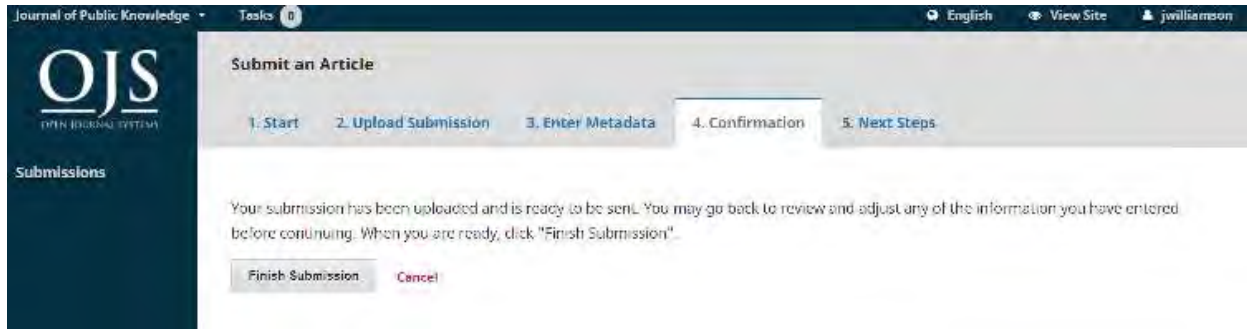 Journal of Public Knowledge Tasks 0 English View Site jwilliamson
OJS
OPEN JOURNAL SYSTEMS
Submit an Article
1. Start 2. Upload Submission 3. Enter Metadata 4. Confirmation 5. Next Steps
Submissions
Your submission has been uploaded and is ready to be sent. You may go back to review and adjust any of the information you have entered
before continuing. When you are ready, click "Finish Submission".
Finish Submission Cancel